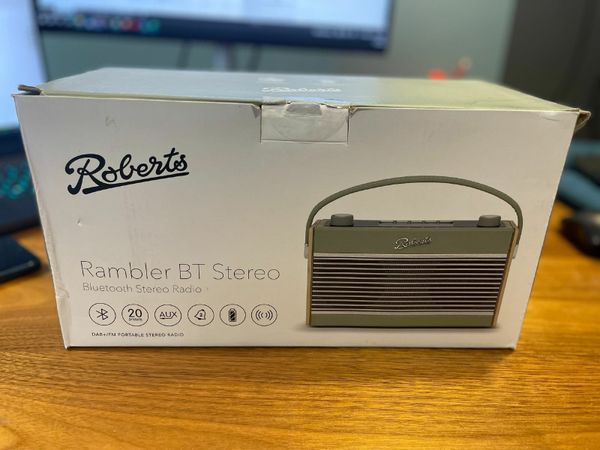 Roberts
Roberts
Rambler BT Stereo
Bluetooth Stereo Radio
20
AUX
DAB+/FM PORTABLE STEREO RADIO